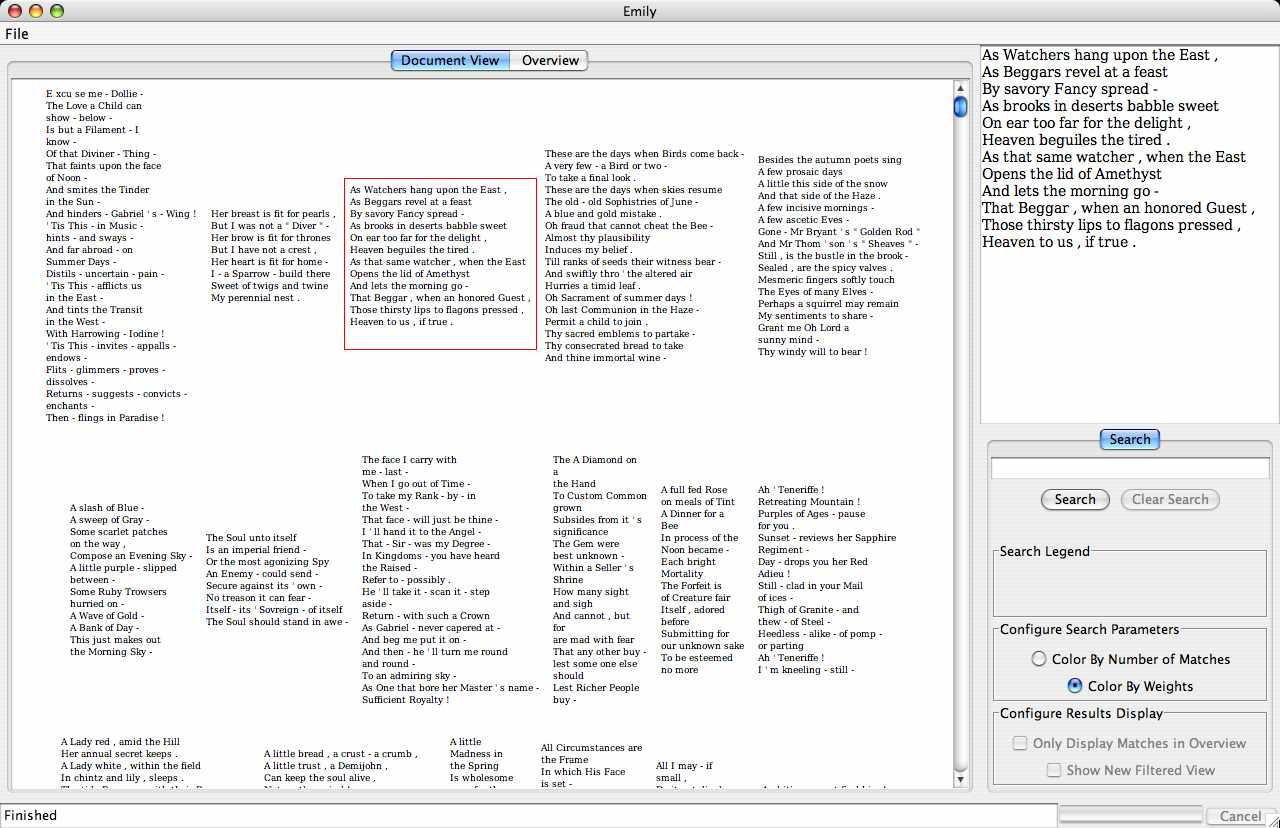 Emily
File
Document View
Overview
E xcu se me - Dollie -
The Love a Child can
show - below -
Is but a Filament - I
know -
Of that Diviner - Thing -
That faints upon the face
of Noon -
And smites the Tinder
in the Sun -
And hinders - Gabriel ' s - Wing !
' Tis This - in Music -
hints - and sways -
And far abroad - on
Summer Days -
Distils - uncertain - pain -
' Tis This - afflicts us
in the East -
And tints the Transit
in the West -
With Harrowing - Iodine !
' Tis This - invites - appalls -
endows -
Flits - glimmers - proves -
dissolves -
Returns - suggests - convicts -
enchants -
Then - flings in Paradise !
Her breast is fit for pearls ,
But I was not a " Diver " -
Her brow is fit for thrones
But I have not a crest ,
Her heart is fit for home -
I - a Sparrow - build there
Sweet of twigs and twine
My perennial nest .
As Watchers hang upon the East ,
As Beggars revel at a feast
By savory Fancy spread -
As brooks in deserts babble sweet
On ear too far for the delight ,
Heaven beguiles the tired .
As that same watcher , when the East
Opens the lid of Amethyst
And lets the morning go -
That Beggar , when an honored Guest ,
Those thirsty lips to flagons pressed ,
Heaven to us , if true .
These are the days when Birds come back -
A very few - a Bird or two -
To take a final look .
These are the days when skies resume
The old - old Sophistries of June -
A blue and gold mistake .
Oh fraud that cannot cheat the Bee -
Almost thy plausibility
Induces my belief .
Till ranks of seeds their witness bear -
And swiftly thro ' the altered air
Hurries a timid leaf .
Oh Sacrament of summer days !
Oh last Communion in the Haze -
Permit a child to join .
Thy sacred emblems to partake -
Thy consecrated bread to take
And thine immortal wine -
Besides the autumn poets sing
A few prosaic days
A little this side of the snow
And that side of the Haze .
A few incisive mornings -
A few ascetic Eves -
Gone - Mr Bryant ' s " Golden Rod "
And Mr Thom ' son ' s " Sheaves " -
Still , is the bustle in the brook -
Sealed , are the spicy valves .
Mesmeric fingers softly touch
The Eyes of many Elves -
Perhaps a squirrel may remain
My sentiments to share -
Grant me Oh Lord a
sunny mind -
Thy windy will to bear !
A slash of Blue -
A sweep of Gray -
Some scarlet patches
on the way ,
Compose an Evening Sky -
A little purple - slipped
between -
Some Ruby Trowsers
hurried on -
A Wave of Gold -
A Bank of Day -
This just makes out
the Morning Sky -
The Soul unto itself
Is an imperial friend -
Or the most agonizing Spy
An Enemy - could send -
Secure against its ' own -
No treason it can fear -
Itself - its ' Sovreign - of itself
The Soul should stand in awe -
The face I carry with
me - last -
When I go out of Time -
To take my Rank - by - in
the West -
That face - will just be thine -
I ' ll hand it to the Angel -
That - Sir - was my Degree -
In Kingdoms - you have heard
the Raised -
Refer to - possibly .
He ' ll take it - scan it - step
aside -
Return - with such a Crown
As Gabriel - never capered at -
And beg me put it on -
And then - he ' ll turn me round
and round -
To an admiring sky -
As One that bore her Master ' s name -
Sufficient Royalty !
The A Diamond on
a
the Hand
To Custom Common
grown
Subsides from it ' s
significance
The Gem were
best unknown -
Within a Seller ' s
Shrine
How many sight
and sigh
And cannot , but
for
are mad with fear
That any other buy -
lest some one else
should
Lest Richer People
buy -
A full fed Rose
on meals of Tint
A Dinner for a
Bee
In process of the
Noon became -
Each bright
Mortality
The Forfeit is
of Creature fair
Itself , adored
before
Submitting for
our unknown sake
To be esteemed
no more
Ah ' Teneriffe !
Retreating Mountain !
Purples of Ages - pause
for you .
Sunset - reviews her Sapphire
Regiment -
Day - drops you her Red
Adieu !
Still - clad in your Mail
of ices -
Thigh of Granite - and
thew - of Steel -
Heedless - alike - of pomp -
or parting
Ah ' Teneriffe !
I ' m kneeling - still -
A Lady red , amid the Hill
Her annual secret keeps .
A Lady white , within the field
In chintz and lily , sleeps .
A little bread , a crust - a crumb ,
A little trust , a Demijohn ,
Can keep the soul alive ,
A little
Madness in
the Spring
Is wholesome
All Circumstances are
the Frame
In which His Face
is set -
All I may - if
small ,
As Watchers hang upon the East ,
As Beggars revel at a feast
By savory Fancy spread -
As brooks in deserts babble sweet
On ear too far for the delight ,
Heaven beguiles the tired .
As that same watcher , when the East
Opens the lid of Amethyst
And lets the morning go -
That Beggar , when an honored Guest ,
Those thirsty lips to flagons pressed ,
Heaven to us , if true .
Search
Search
Clear Search
Search Legend
Configure Search Parameters
Color By Number of Matches
Color By Weights
Configure Results Display
Only Display Matches in Overview
Show New Filtered View
Finished
Cancel